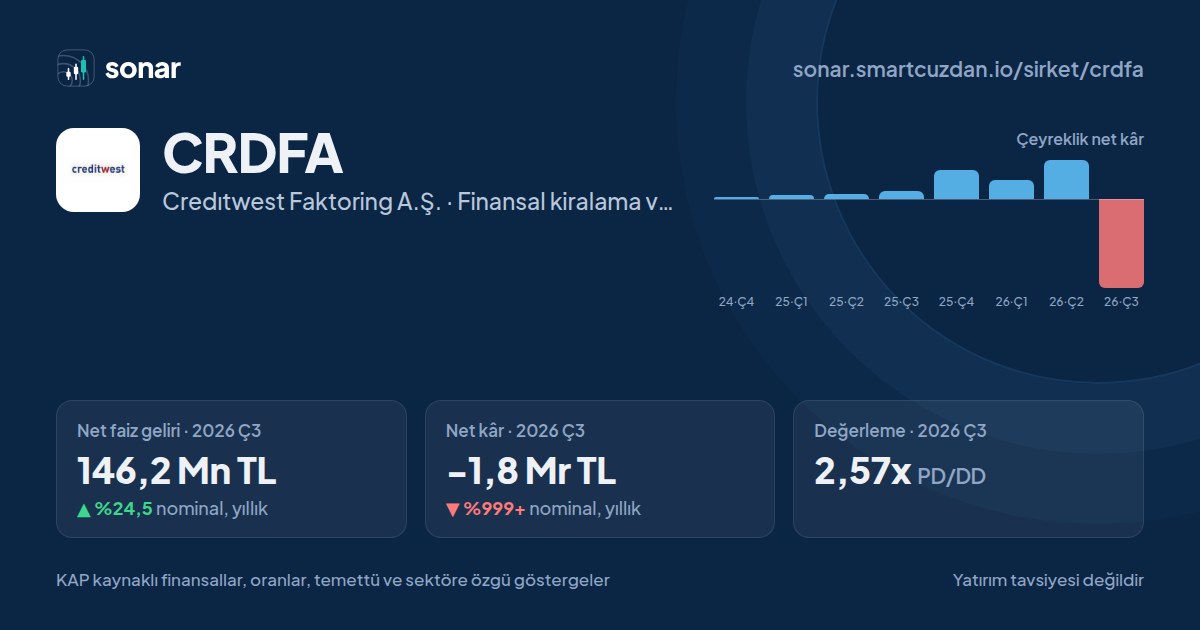 sonar
sonar.smartcuzdan.io/sirket/crdfa
creditwest
CRDFA
Credıtwest Faktoring A.Ş. · Finansal kiralama v...
Çeyreklik net kâr
24·Ç4 25·Ç1 25·Ç2 25·Ç3 25·Ç4 26·Ç1 26·Ç2 26·Ç3
Net faiz geliri · 2026 Ç3
146,2 Mn TL
▲ %24,5 nominal, yıllık
Net kâr · 2026 Ç3
−1,8 Mr TL
▼ %999+ nominal, yıllık
Değerleme · 2026 Ç3
2,57x PD/DD
KAP kaynaklı finansallar, oranlar, temettü ve sektöre özgü göstergeler
Yatırım tavsiyesi değildir